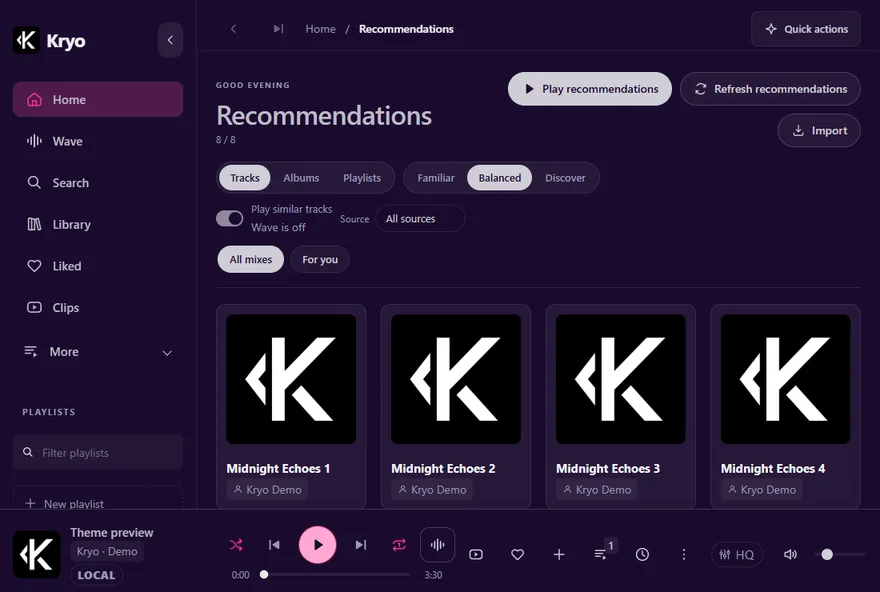 Kryo
Home
Wave
Search
Library
Liked
Clips
More
PLAYLISTS
Filter playlists
New playlist
Home / Recommendations
Quick actions
GOOD EVENING
Recommendations
8 / 8
Play recommendations
Refresh recommendations
Import
Tracks Albums Playlists
Familiar Balanced Discover
Play similar tracks
Wave is off
Source
All sources
All mixes
For you
Midnight Echoes 1
Kryo Demo
Midnight Echoes 2
Kryo Demo
Midnight Echoes 3
Kryo Demo
Midnight Echoes 4
Kryo Demo
Theme preview
Kryo · Demo
LOCAL
0:00
3:30
1
HQ